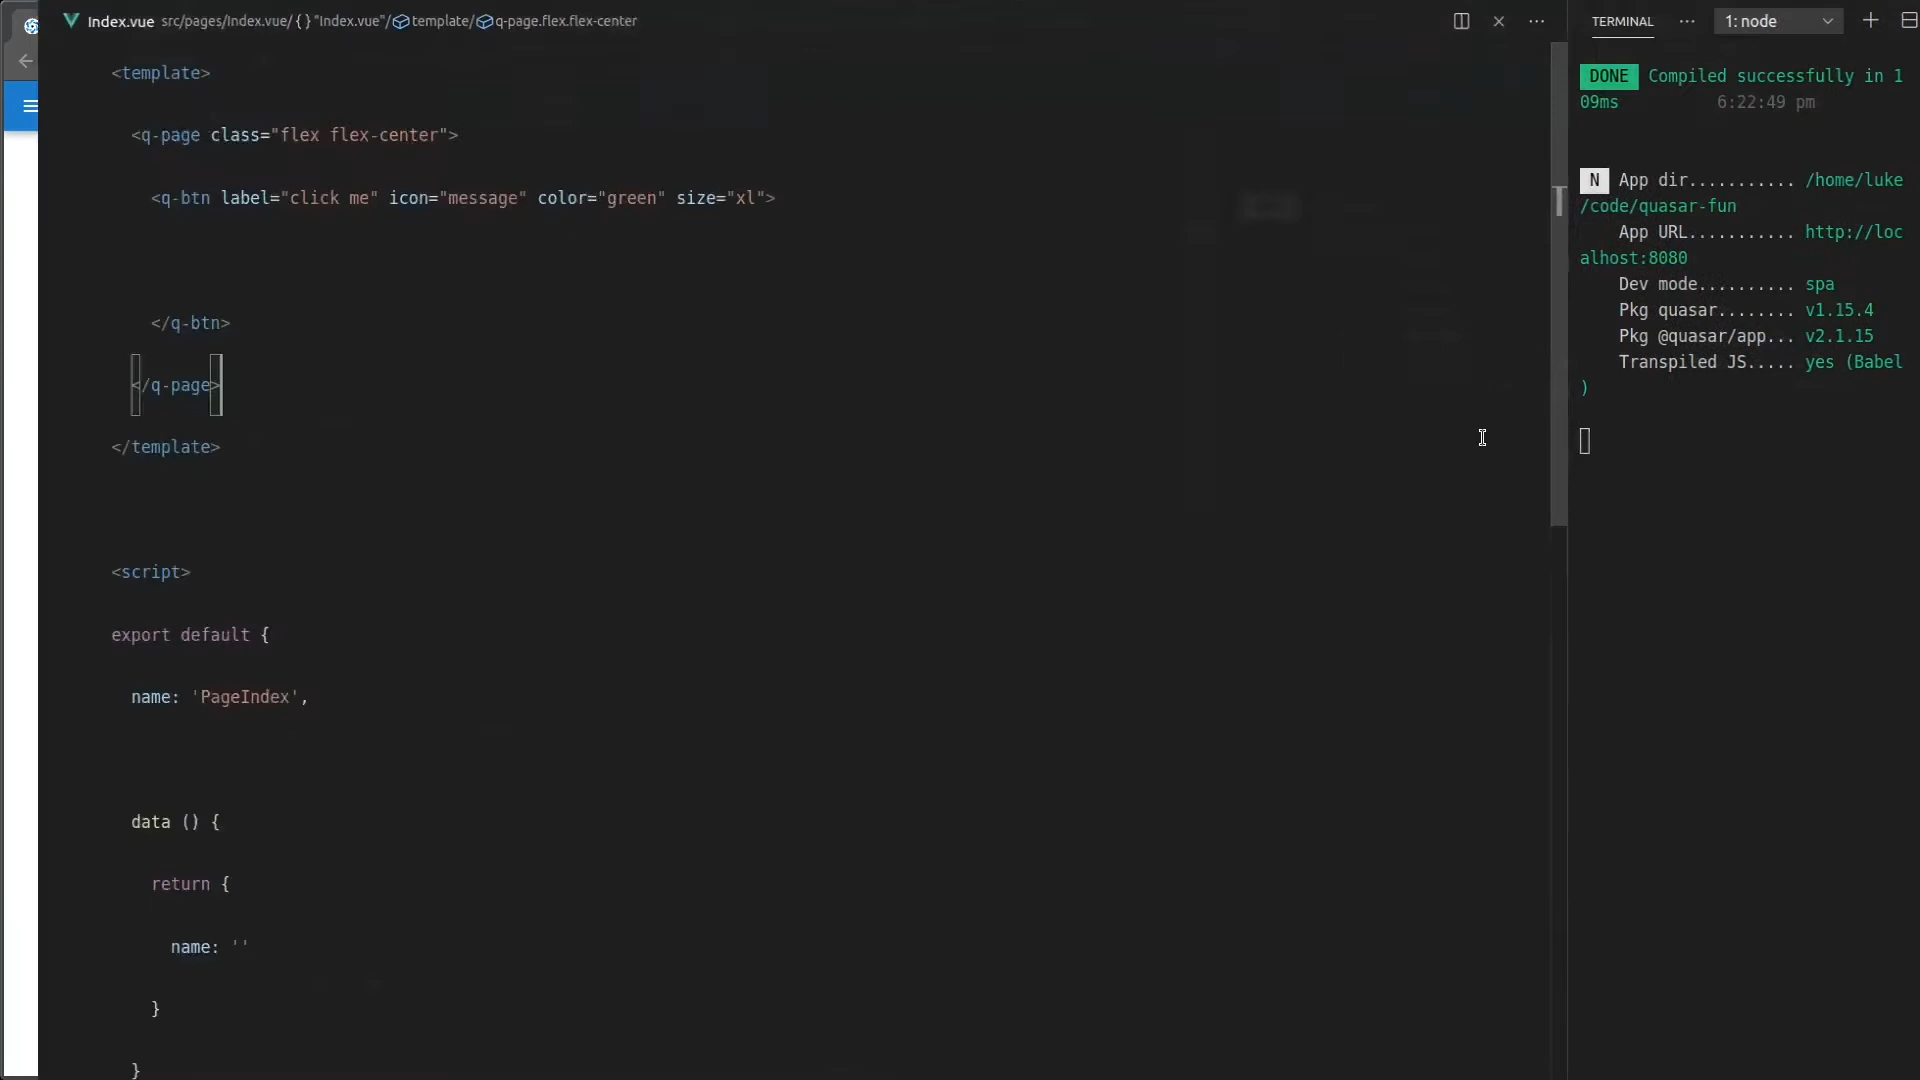 Index.vue src/pages/Index.vue/{}"Index.vue"/template/q-page.flex.flex-center
<template>
<q-page class="flex flex-center">
<q-btn label="click me" icon="message" color="green" size="xl">
</q-btn>
</q-page>
</template>
<script>
export default {
name: 'PageIndex',
data () {
return {
name: ''
}
}
TERMINAL ··· 1: node
DONE Compiled successfully in 1
09ms 6:22:49 pm
N App dir........... /home/luke
/code/quasar-fun
App URL........... http://loc
alhost:8080
Dev mode.......... spa
Pkg quasar........ v1.15.4
Pkg @quasar/app... v2.1.15
Transpiled JS..... yes (Babel
)